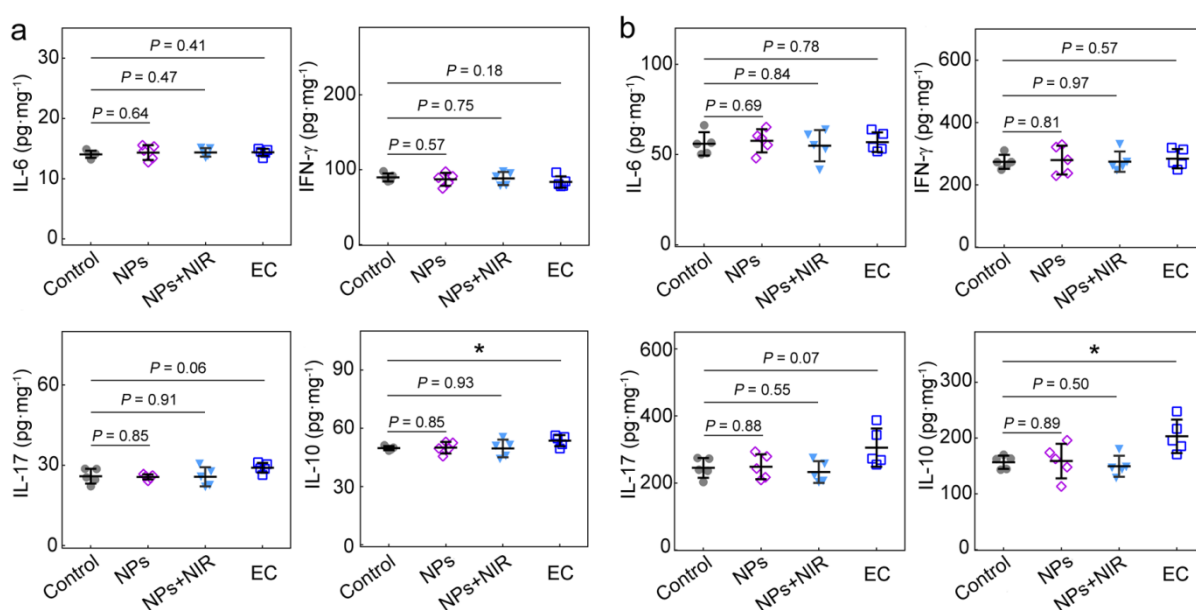 a
IL-6 (pg·mg⁻¹)
30
15
0
P = 0.41
P = 0.47
P = 0.64
Control
NPs
NPs+NIR
EC
IFN-γ (pg·mg⁻¹)
200
100
0
P = 0.18
P = 0.75
P = 0.57
Control
NPs
NPs+NIR
EC
b
IL-6 (pg·mg⁻¹)
100
50
0
P = 0.78
P = 0.84
P = 0.69
Control
NPs
NPs+NIR
EC
IFN-γ (pg·mg⁻¹)
600
400
200
0
P = 0.57
P = 0.97
P = 0.81
Control
NPs
NPs+NIR
EC
IL-17 (pg·mg⁻¹)
60
30
0
P = 0.06
P = 0.91
P = 0.85
Control
NPs
NPs+NIR
EC
IL-10 (pg·mg⁻¹)
90
60
30
0
*
P = 0.93
P = 0.85
Control
NPs
NPs+NIR
EC
IL-17 (pg·mg⁻¹)
600
400
200
0
P = 0.07
P = 0.55
P = 0.88
Control
NPs
NPs+NIR
EC
IL-10 (pg·mg⁻¹)
300
150
0
*
P = 0.50
P = 0.89
Control
NPs
NPs+NIR
EC